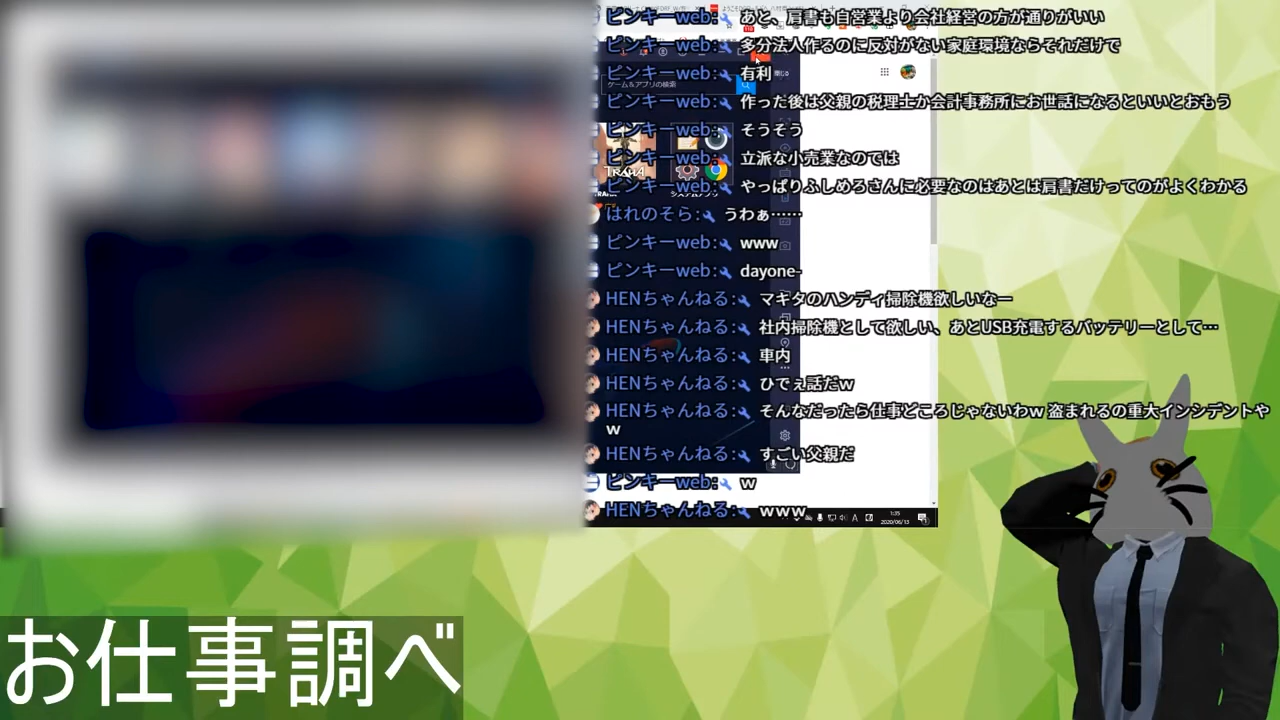 ピンキーweb: あと、肩書も自営業より会社経営の方が通りがいい
ピンキーweb: 多分法人作るのに反対がない家庭環境ならそれだけで
ピンキーweb: 有利
閉じる
ゲーム&アプリの検索
ピンキーweb: 作った後は父親の税理士か会計事務所にお世話になるといいとおもう
ピンキーweb: そうそう
ピンキーweb: 立派な小売業なのでは
TRAHA
ピンキーweb: やっぱりふしめろさんに必要なのはあとは肩書だけってのがよくわかる
はれのそら: うわぁ……
ピンキーweb: www
ピンキーweb: dayone-
HENちゃんねる: マキタのハンディ掃除機欲しいなー
HENちゃんねる: 社内掃除機として欲しい、あとUSB充電するバッテリーとして…
HENちゃんねる: 車内
HENちゃんねる: ひでぇ話だw
HENちゃんねる: そんなだったら仕事どころじゃないわw 盗まれるの重大インシデントや
w
HENちゃんねる: すごい父親だ
ピンキーweb: w
HENちゃんねる: www
A
1:35
2020/06/13
お仕事調べ